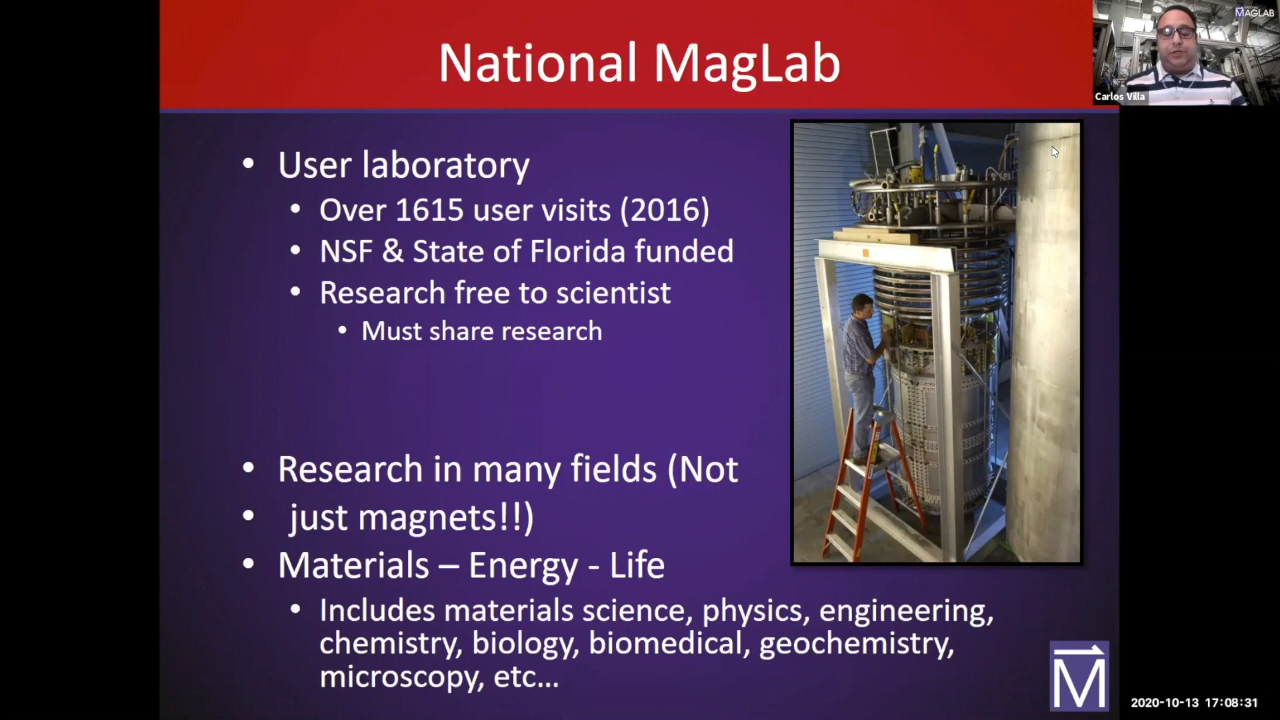 National MagLab
MAGLAB
Carlos Villa
• User laboratory
• Over 1615 user visits (2016)
• NSF & State of Florida funded
• Research free to scientist
• Must share research
• Research in many fields (Not
• just magnets!!)
• Materials – Energy - Life
• Includes materials science, physics, engineering,
chemistry, biology, biomedical, geochemistry,
microscopy, etc...
M
2020-10-13 17:08:31